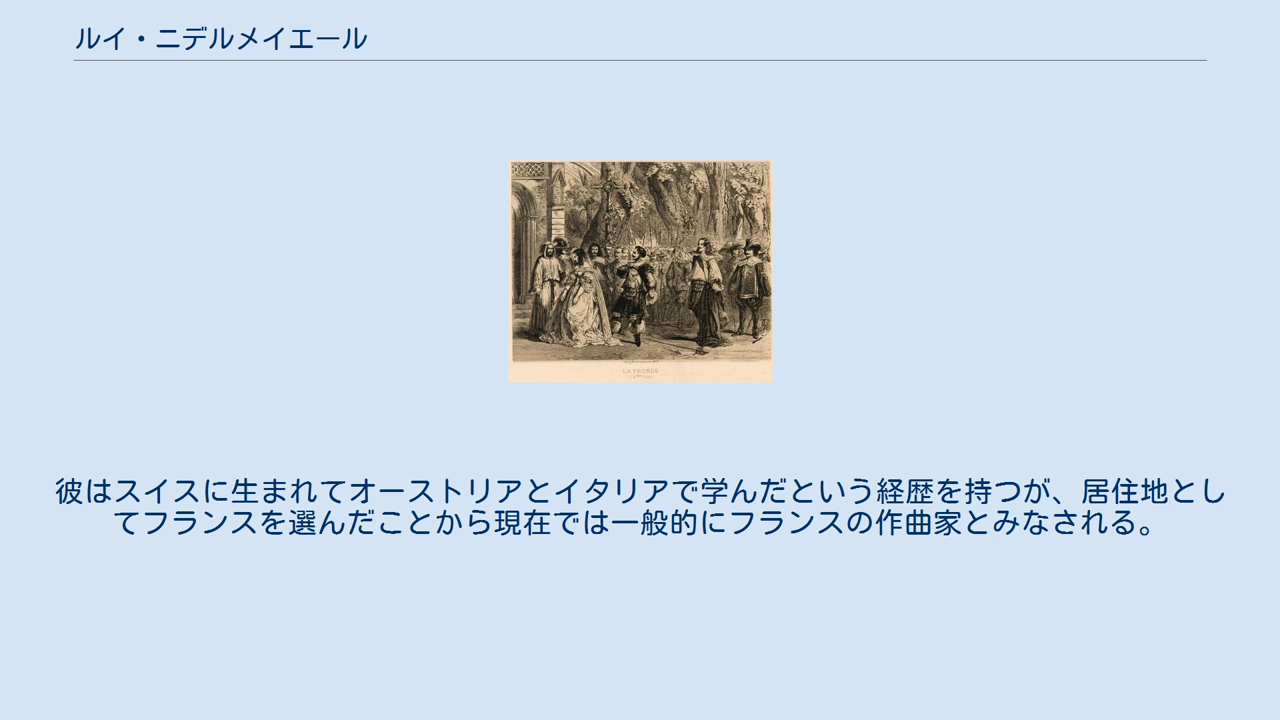 ルイ・ニデルメイエール
LA FRONDE
彼はスイスに生まれてオーストリアとイタリアで学んだという経歴を持つが、居住地とし
てフランスを選んだことから現在では一般的にフランスの作曲家とみなされる。